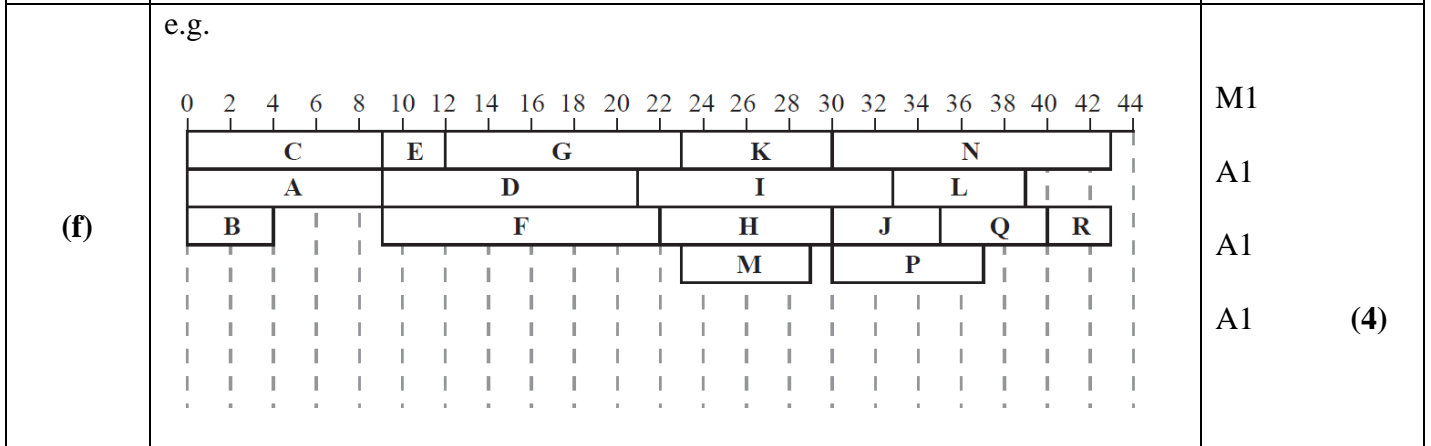 e.g.
0 2 4 6 8 10 12 14 16 18 20 22 24 26 28 30 32 34 36 38 40 42 44
M1
C E G K N
A1
A D I L
(f)
B F H J Q R
A1
M P
A1 (4)